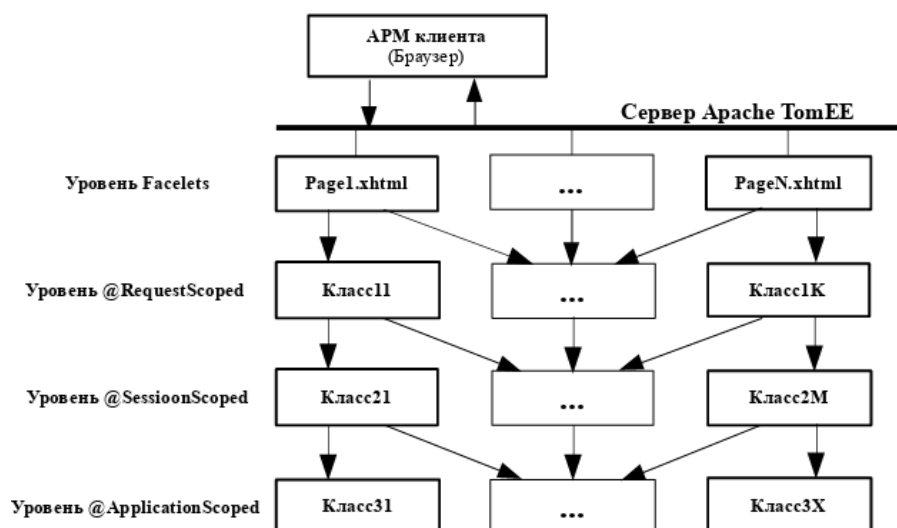 АРМ клиента
(Браузер)
Сервер Apache TomEE
Уровень Facelets
Page1.xhtml
...
PageN.xhtml
Уровень @RequestScoped
Класс11
...
Класс1K
Уровень @SessioonScoped
Класс21
...
Класс2M
Уровень @ApplicationScoped
Класс31
...
Класс3X